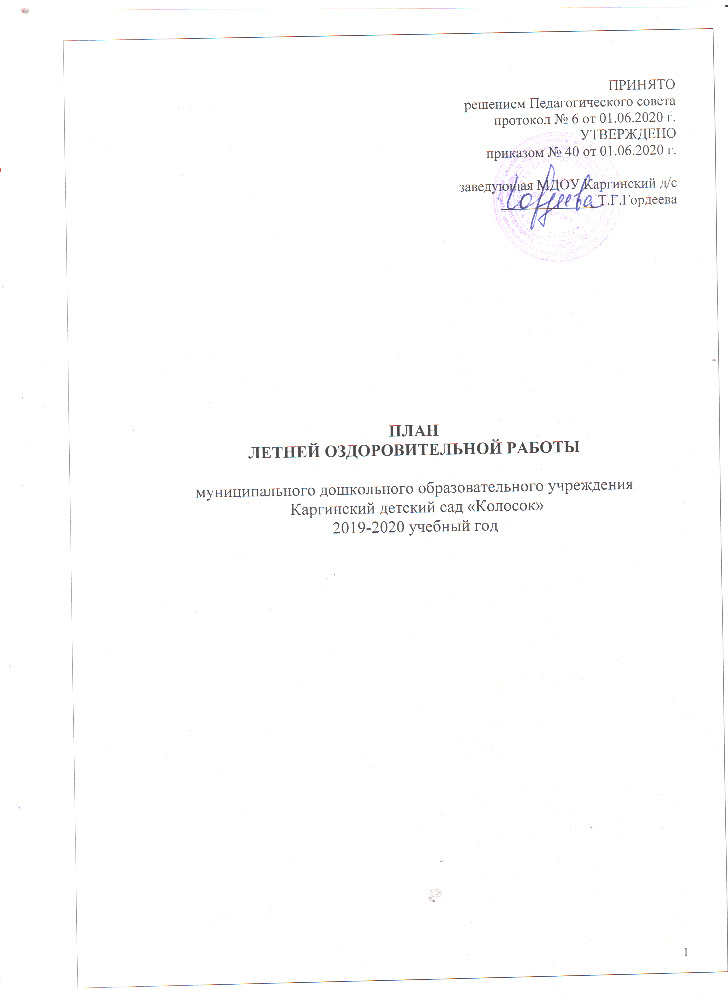 ПРИНЯТО
решением Педагогического совета
протокол № 6 от 01.06.2020 г.
УТВЕРЖДЕНО
приказом № 40 от 01.06.2020 г.
заведующая МДОУ Каргинский д/с
Гордеева Т.Г.Гордеева
ПЛАН
ЛЕТНЕЙ ОЗДОРОВИТЕЛЬНОЙ РАБОТЫ
муниципального дошкольного образовательного учреждения
Каргинский детский сад «Колосок»
2019-2020 учебный год
1